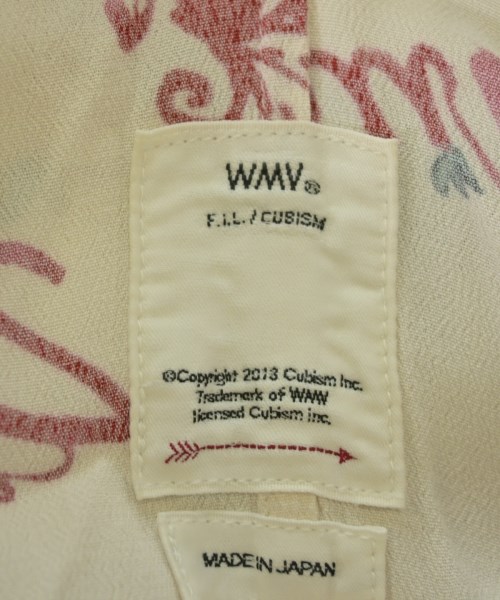 WMV®
F.I.L. / CUBISM
©Copyright 2013 Cubism Inc.
Trademark of WMV
licensed Cubism Inc.
MADE IN JAPAN